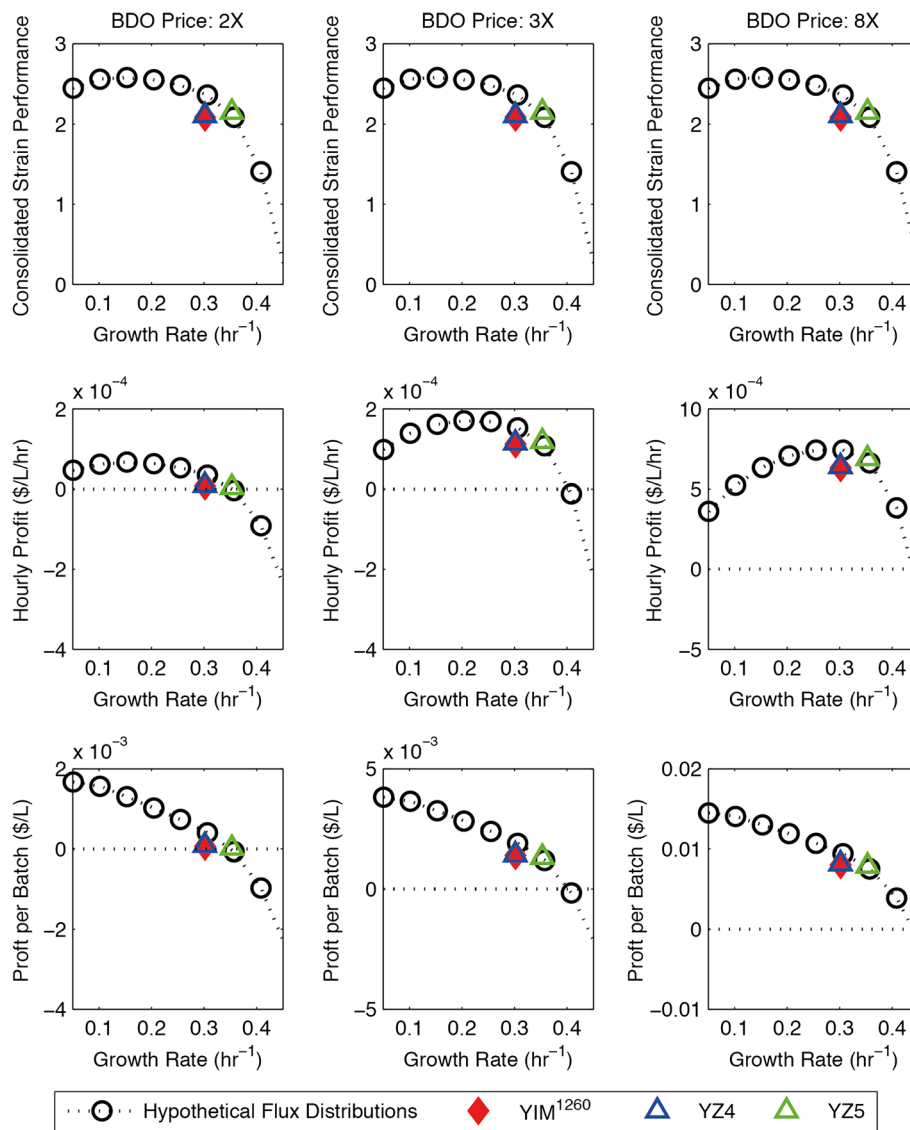 BDO Price: 2X
BDO Price: 3X
BDO Price: 8X
Consolidated Strain Performance
3
2
1
0
0.1 0.2 0.3 0.4
Growth Rate (hr⁻¹)
Consolidated Strain Performance
3
2
1
0
0.1 0.2 0.3 0.4
Growth Rate (hr⁻¹)
Consolidated Strain Performance
3
2
1
0
0.1 0.2 0.3 0.4
Growth Rate (hr⁻¹)
x 10⁻⁴
Hourly Profit ($/L/hr)
2
0
−2
−4
0.1 0.2 0.3 0.4
Growth Rate (hr⁻¹)
x 10⁻⁴
Hourly Profit ($/L/hr)
2
0
−2
−4
0.1 0.2 0.3 0.4
Growth Rate (hr⁻¹)
x 10⁻⁴
Hourly Profit ($/L/hr)
10
5
0
−5
0.1 0.2 0.3 0.4
Growth Rate (hr⁻¹)
x 10⁻³
Proft per Batch ($/L)
2
0
−2
−4
0.1 0.2 0.3 0.4
Growth Rate (hr⁻¹)
x 10⁻³
Proft per Batch ($/L)
5
0
−5
0.1 0.2 0.3 0.4
Growth Rate (hr⁻¹)
Proft per Batch ($/L)
0.02
0.01
0
−0.01
0.1 0.2 0.3 0.4
Growth Rate (hr⁻¹)
Hypothetical Flux Distributions YIM¹²⁶⁰ YZ4 YZ5